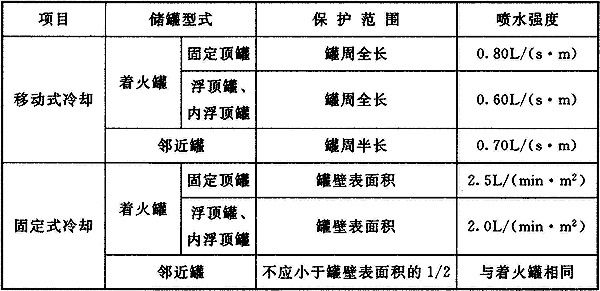 项目 储罐型式 保护范围 喷水强度
移动式冷却 着火罐 固定顶罐 罐周全长 0.80L/(s·m)
浮顶罐、
内浮顶罐 罐周全长 0.60L/(s·m)
邻近罐 罐周半长 0.70L/(s·m)
固定式冷却 着火罐 固定顶罐 罐壁表面积 2.5L/(min·m²)
浮顶罐、
内浮顶罐 罐壁表面积 2.0L/(min·m²)
邻近罐 不应小于罐壁表面积的1/2 与着火罐相同